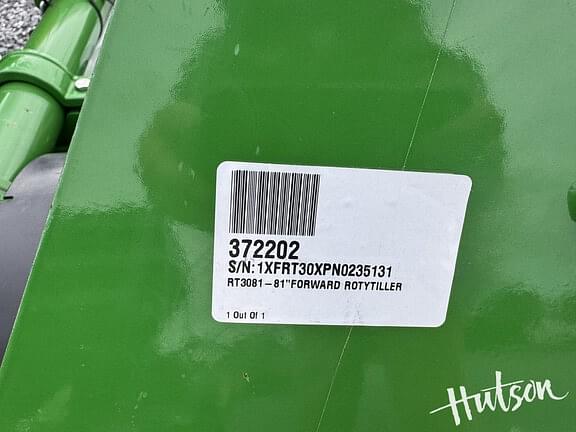 372202
S/N:1XFRT30XPN0235131
RT3081-81"FORWARD ROTYTILLER
1 Out Of 1
Hutson